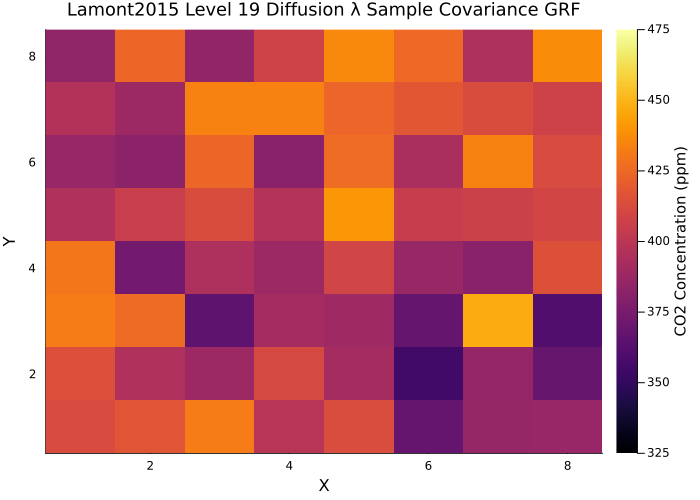 Lamont2015 Level 19 Diffusion λ Sample Covariance GRF
8
6
4
2
Y
2 4 6 8
X
475
450
425
400
375
350
325
CO2 Concentration (ppm)